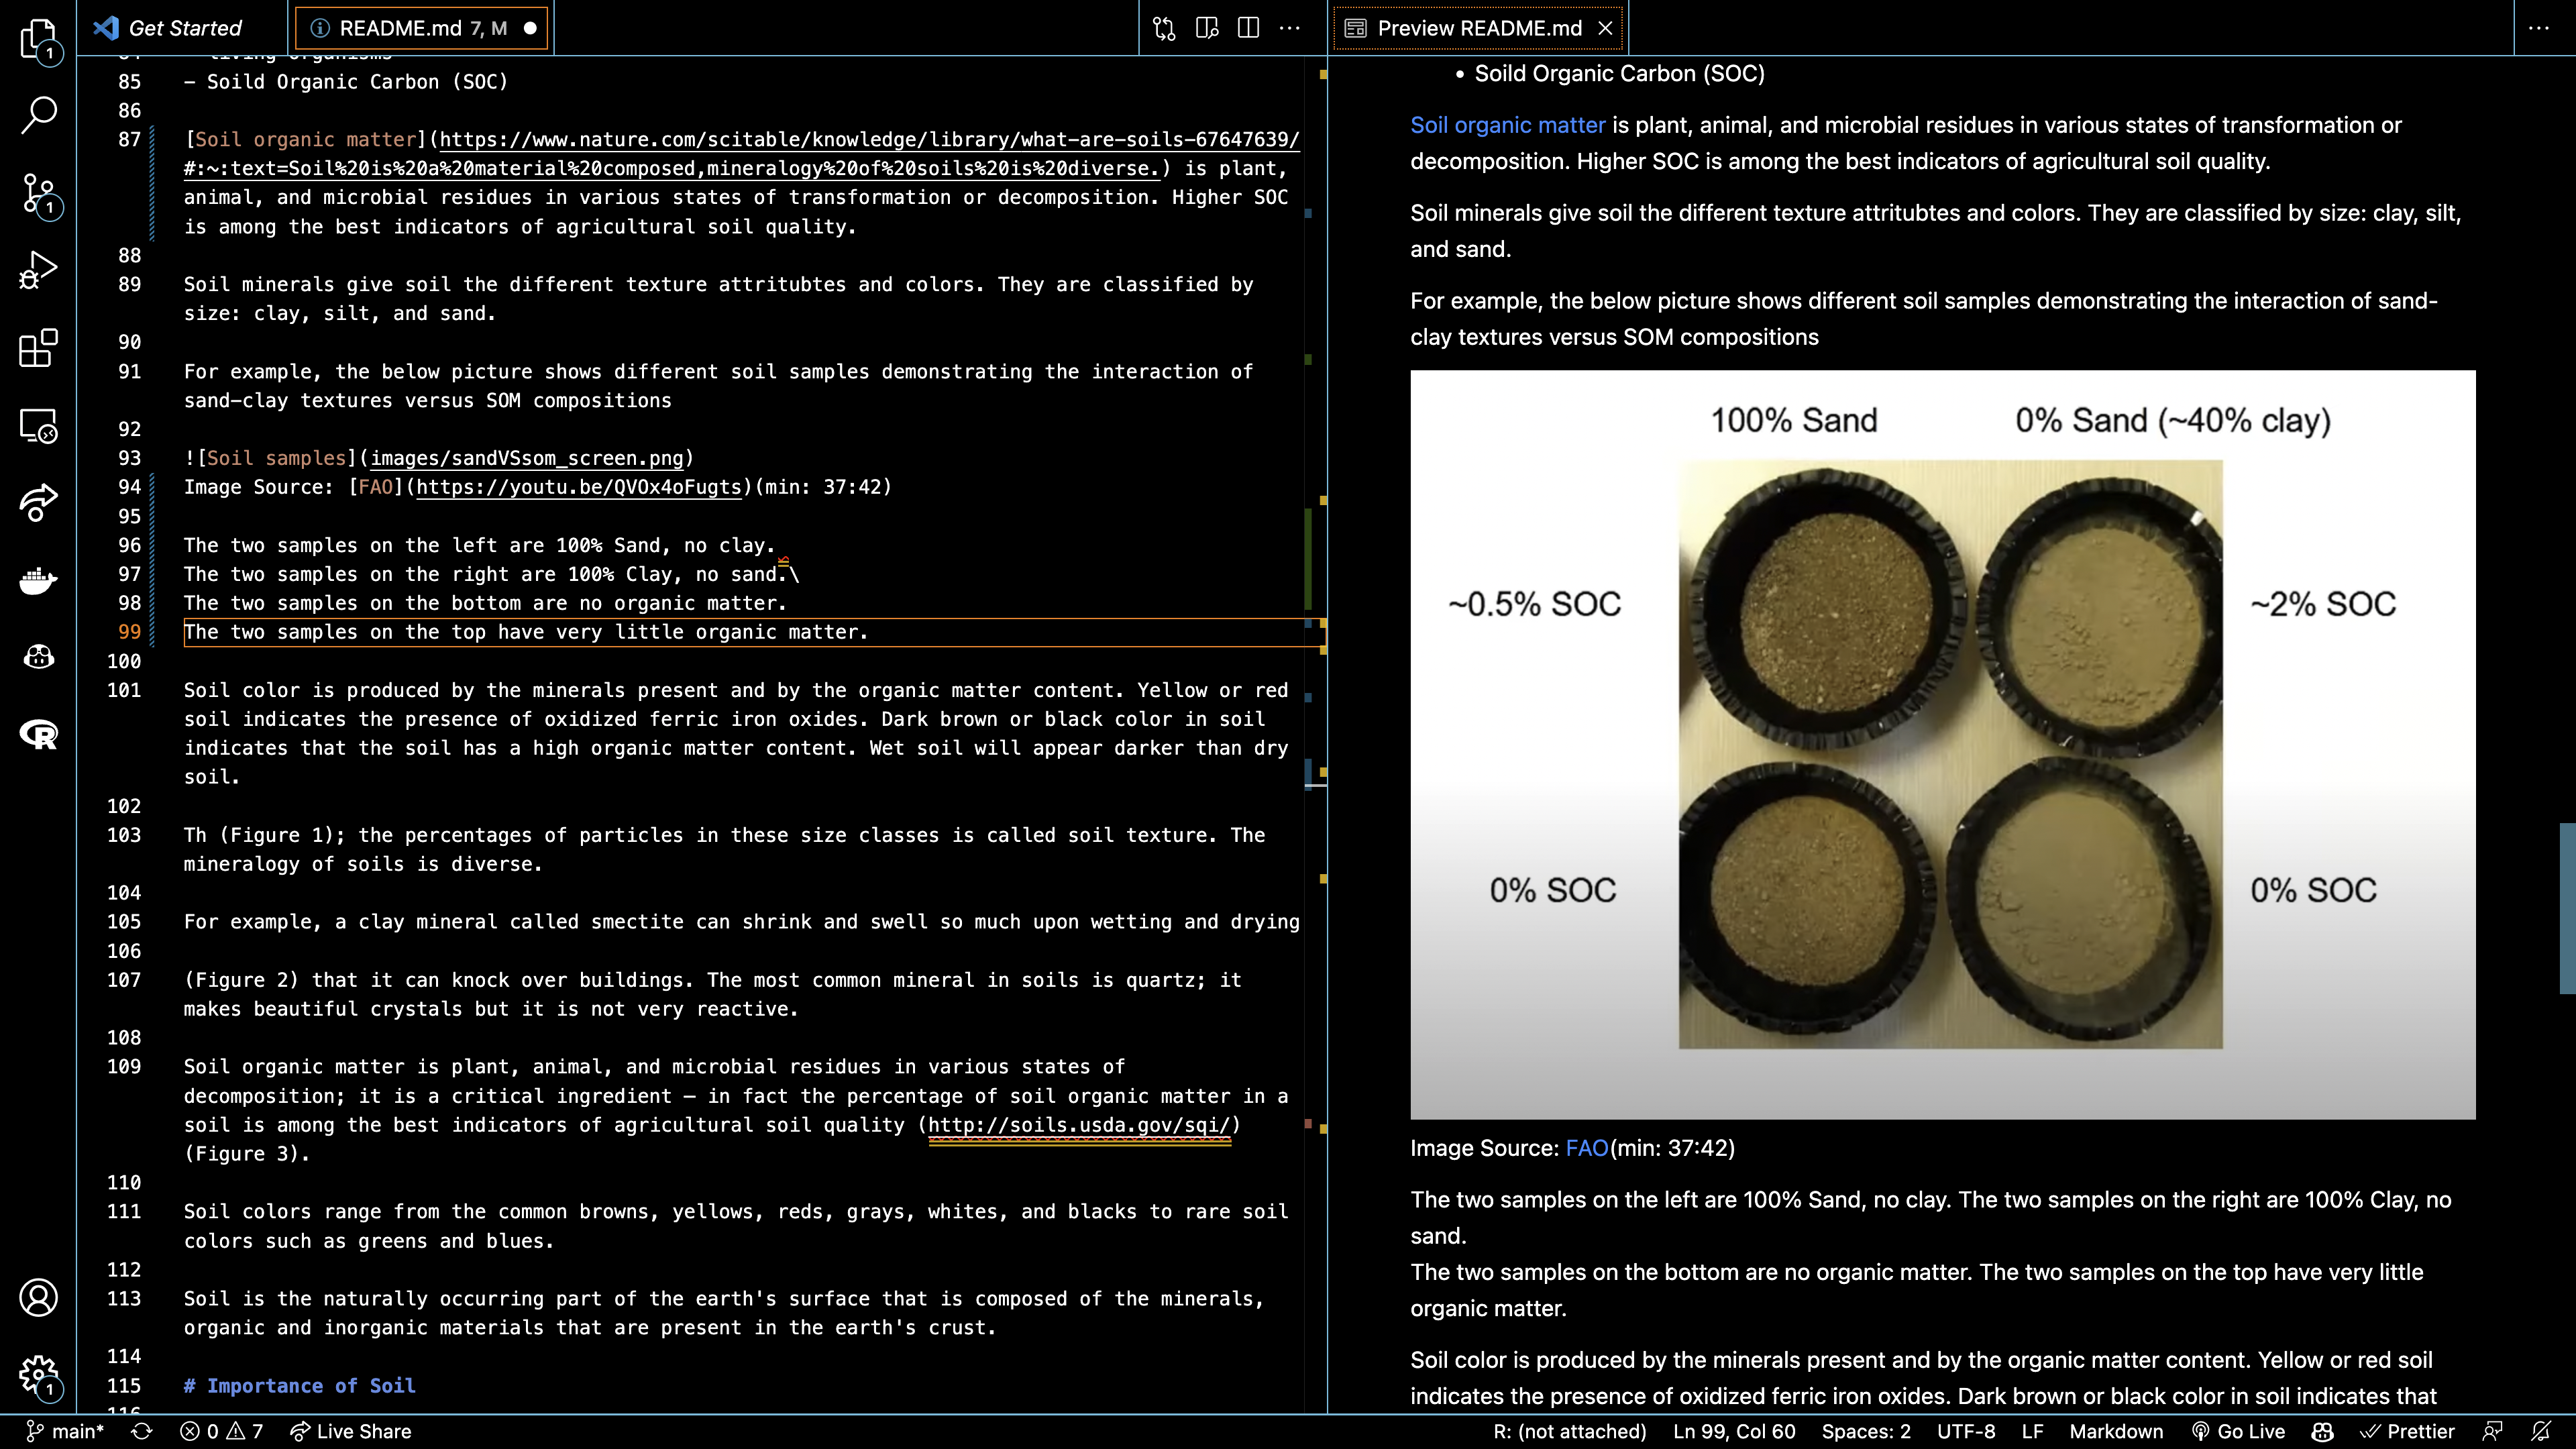 Get Started
README.md 7, M
Preview README.md
1
1
1
85 – Soild Organic Carbon (SOC)
86
87 [Soil organic matter](https://www.nature.com/scitable/knowledge/library/what-are-soils-67647639/
#:~:text=Soil%20is%20a%20material%20composed,mineralogy%20of%20soils%20is%20diverse.) is plant,
animal, and microbial residues in various states of transformation or decomposition. Higher SOC
is among the best indicators of agricultural soil quality.
88
89 Soil minerals give soil the different texture attritubtes and colors. They are classified by
size: clay, silt, and sand.
90
91 For example, the below picture shows different soil samples demonstrating the interaction of
sand–clay textures versus SOM compositions
92
93 ![Soil samples](images/sandVSsom_screen.png)
94 Image Source: [FAO](https://youtu.be/QVOx4oFugts)(min: 37:42)
95
96 The two samples on the left are 100% Sand, no clay.
97 The two samples on the right are 100% Clay, no sand.\
98 The two samples on the bottom are no organic matter.
99 The two samples on the top have very little organic matter.
100
101 Soil color is produced by the minerals present and by the organic matter content. Yellow or red
soil indicates the presence of oxidized ferric iron oxides. Dark brown or black color in soil
indicates that the soil has a high organic matter content. Wet soil will appear darker than dry
soil.
102
103 Th (Figure 1); the percentages of particles in these size classes is called soil texture. The
mineralogy of soils is diverse.
104
105 For example, a clay mineral called smectite can shrink and swell so much upon wetting and drying
106
107 (Figure 2) that it can knock over buildings. The most common mineral in soils is quartz; it
makes beautiful crystals but it is not very reactive.
108
109 Soil organic matter is plant, animal, and microbial residues in various states of
decomposition; it is a critical ingredient – in fact the percentage of soil organic matter in a
soil is among the best indicators of agricultural soil quality (http://soils.usda.gov/sqi/)
(Figure 3).
110
111 Soil colors range from the common browns, yellows, reds, grays, whites, and blacks to rare soil
colors such as greens and blues.
112
113 Soil is the naturally occurring part of the earth's surface that is composed of the minerals,
organic and inorganic materials that are present in the earth's crust.
114
115 # Importance of Soil
• Soild Organic Carbon (SOC)
Soil organic matter is plant, animal, and microbial residues in various states of transformation or
decomposition. Higher SOC is among the best indicators of agricultural soil quality.
Soil minerals give soil the different texture attritubtes and colors. They are classified by size: clay, silt,
and sand.
For example, the below picture shows different soil samples demonstrating the interaction of sand-
clay textures versus SOM compositions
100% Sand 0% Sand (~40% clay)
~0.5% SOC ~2% SOC
0% SOC 0% SOC
Image Source: FAO(min: 37:42)
The two samples on the left are 100% Sand, no clay. The two samples on the right are 100% Clay, no
sand.
The two samples on the bottom are no organic matter. The two samples on the top have very little
organic matter.
Soil color is produced by the minerals present and by the organic matter content. Yellow or red soil
indicates the presence of oxidized ferric iron oxides. Dark brown or black color in soil indicates that
main* 0 7 Live Share R: (not attached) Ln 99, Col 60 Spaces: 2 UTF-8 LF Markdown Go Live Prettier